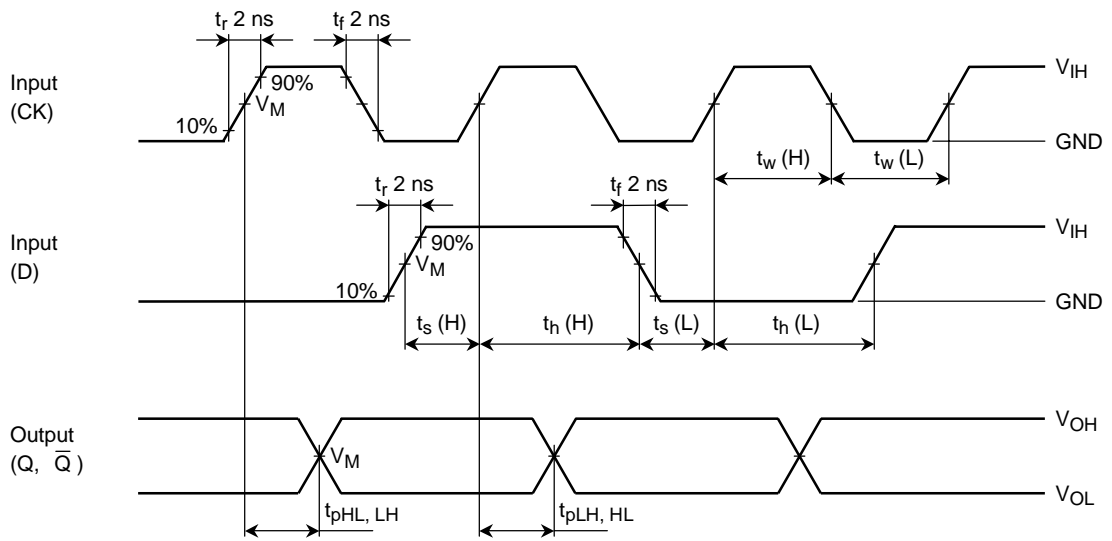 tr 2 ns
tf 2 ns
Input
(CK)
10%
90%
VM
VIH
GND
tw (H)
tw (L)
tr 2 ns
tf 2 ns
Input
(D)
10%
90%
VM
VIH
GND
ts (H)
th (H)
ts (L)
th (L)
Output
(Q, Q̅ )
VM
VOH
VOL
tpHL, LH
tpLH, HL